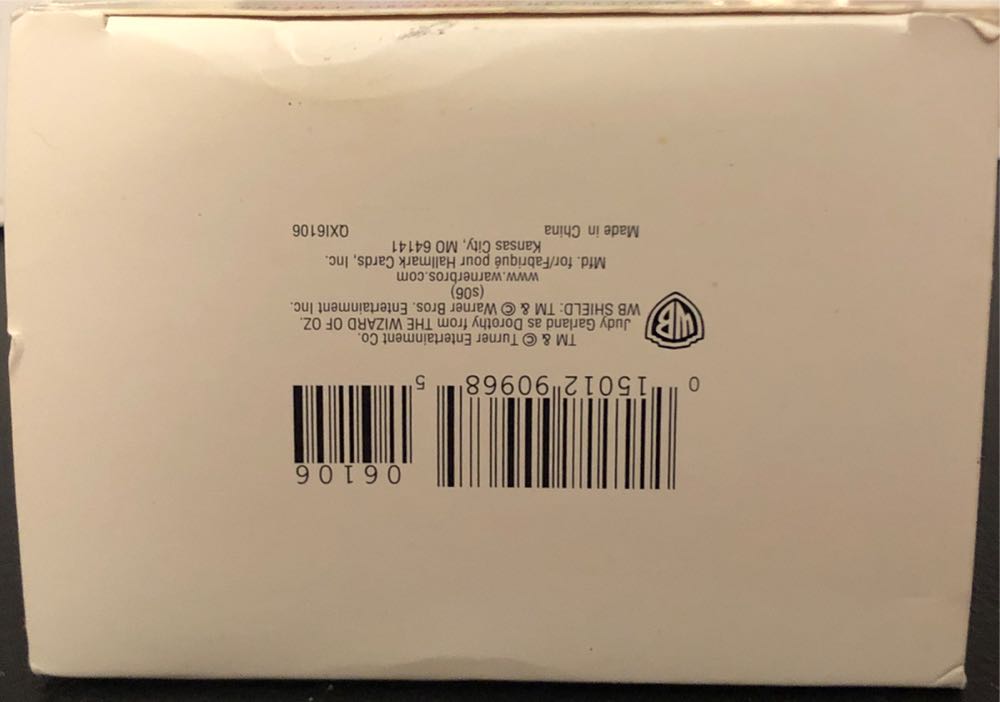 06106
0 15012 90968 5
TM & © Turner Entertainment Co.
Judy Garland as Dorothy from THE WIZARD OF OZ.
WB SHIELD: TM & © Warner Bros. Entertainment Inc.
(s06)
www.warnerbros.com
Mfd. for/Fabriqué pour Hallmark Cards, Inc.
Kansas City, MO 64141
Made in China QXI6106
WB